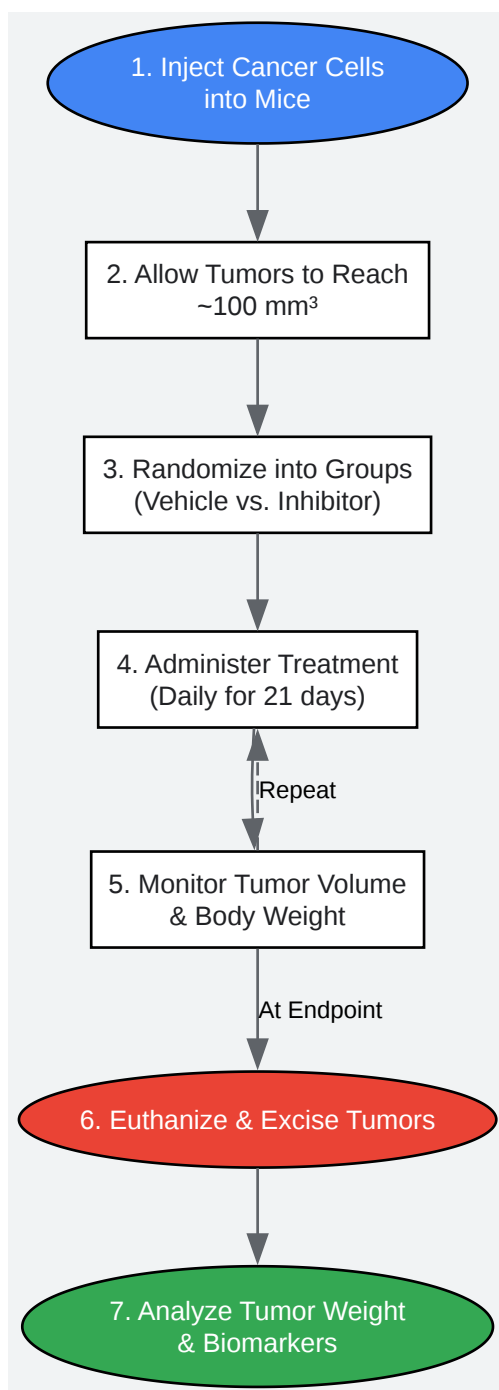 1. Inject Cancer Cells
into Mice
2. Allow Tumors to Reach
~100 mm³
3. Randomize into Groups
(Vehicle vs. Inhibitor)
4. Administer Treatment
(Daily for 21 days)
Repeat
5. Monitor Tumor Volume
& Body Weight
At Endpoint
6. Euthanize & Excise Tumors
7. Analyze Tumor Weight
& Biomarkers